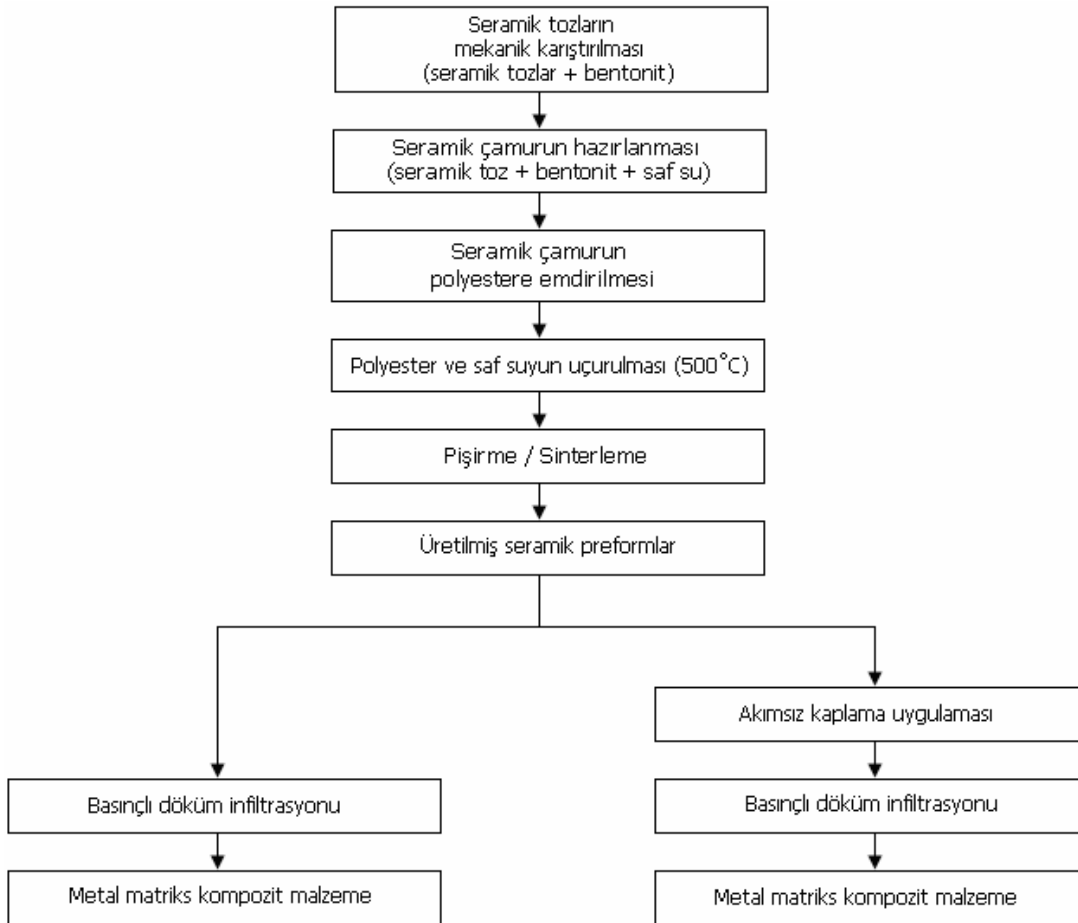 Seramik tozların
mekanik karıştırılması
(seramik tozlar + bentonit)
Seramik çamurun hazırlanması
(seramik toz + bentonit + saf su)
Seramik çamurun
polyestere emdirilmesi
Polyester ve saf suyun uçurulması (500°C)
Pişirme / Sinterleme
Üretilmiş seramik preformlar
Akımsız kaplama uygulaması
Basınçlı döküm infiltrasyonu
Basınçlı döküm infiltrasyonu
Metal matriks kompozit malzeme
Metal matriks kompozit malzeme